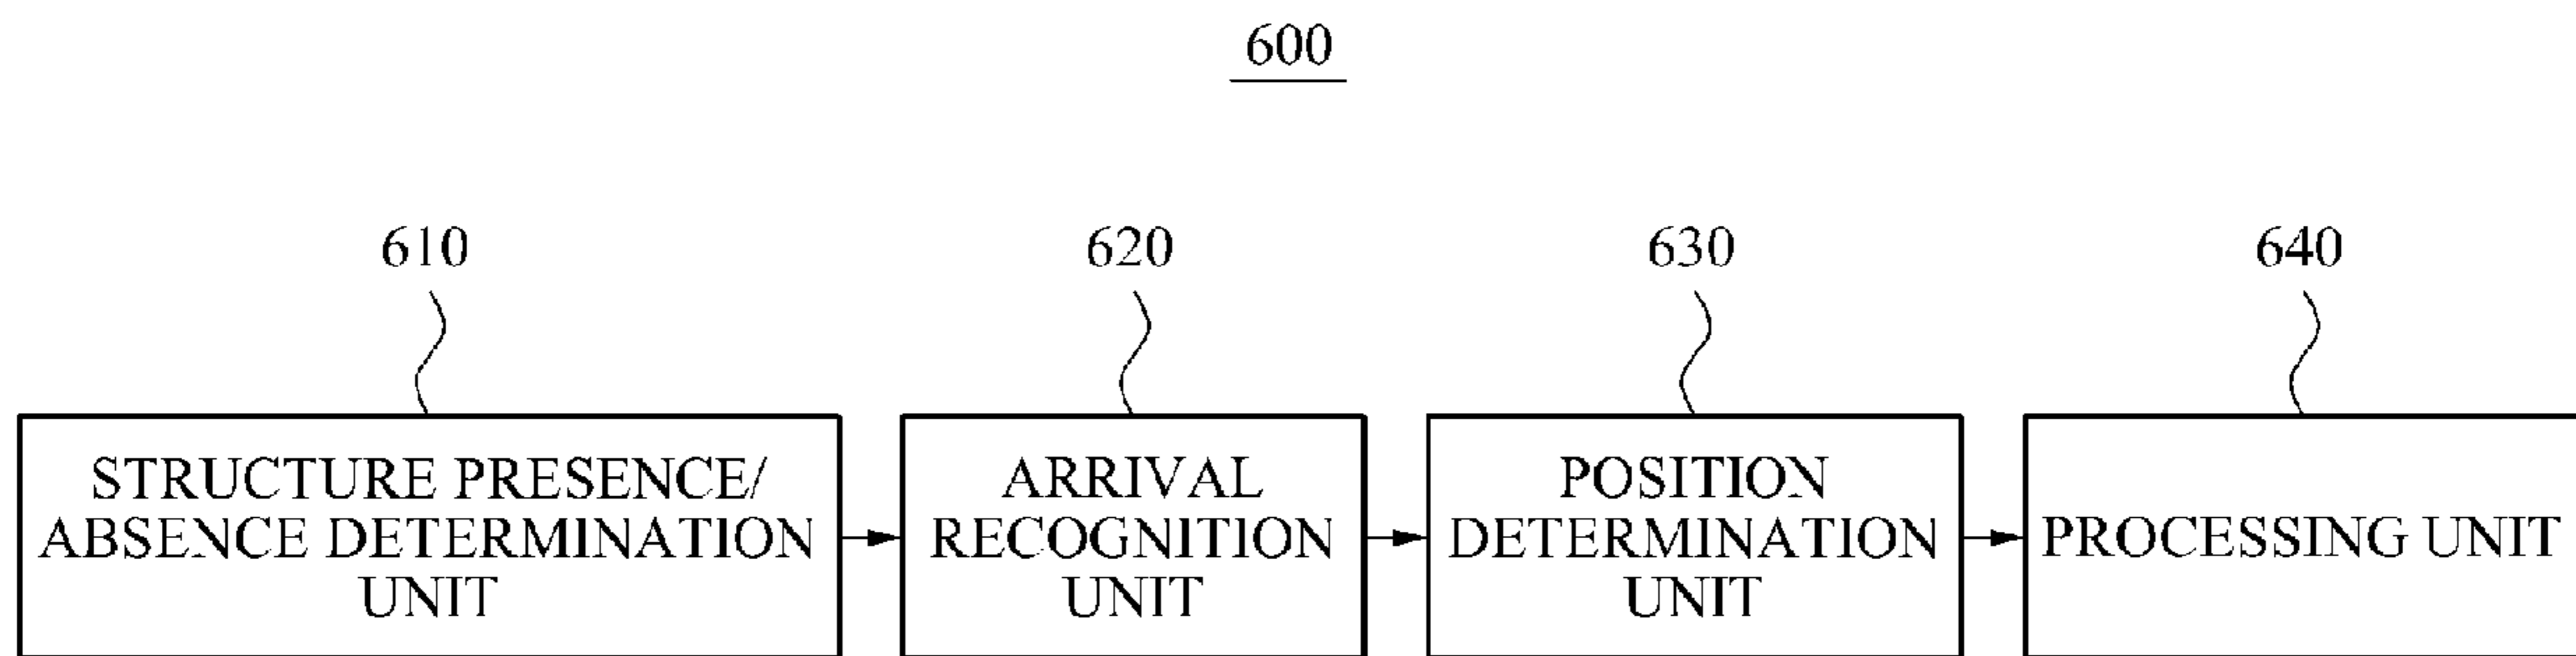 600
610
620
630
640
STRUCTURE PRESENCE/
ABSENCE DETERMINATION
UNIT
ARRIVAL
RECOGNITION
UNIT
POSITION
DETERMINATION
UNIT
PROCESSING UNIT